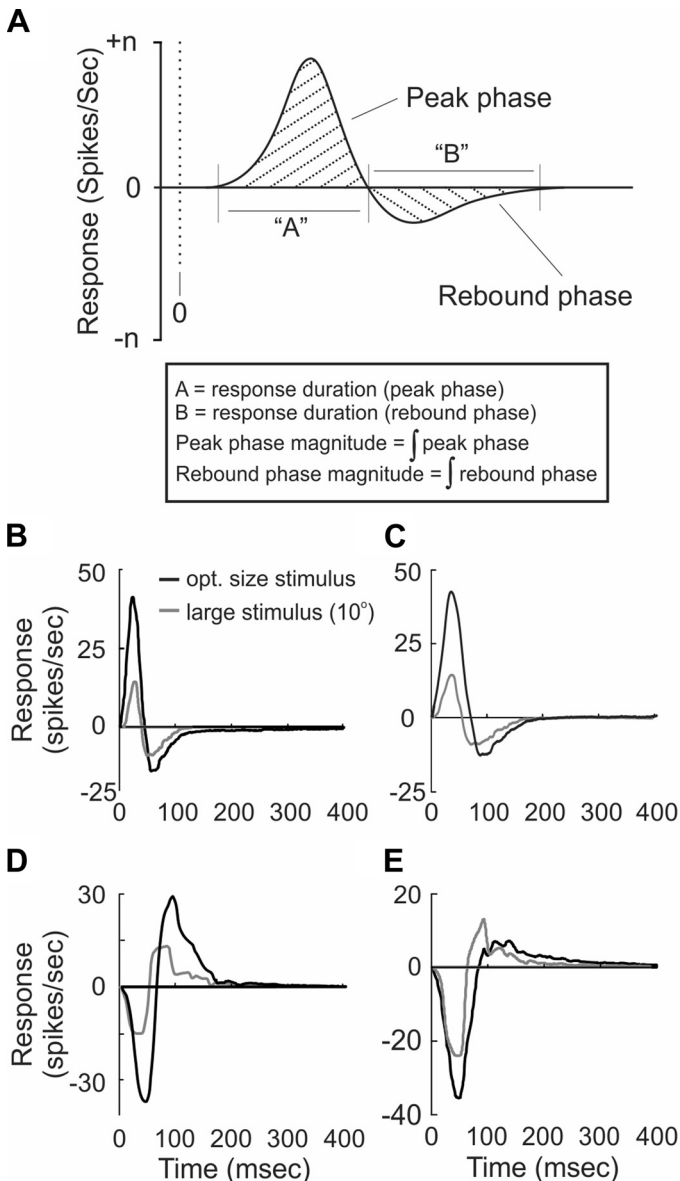 A
Response (Spikes/Sec)
+n
0
-n
0
Peak phase
“A”
“B”
Rebound phase
A = response duration (peak phase)
B = response duration (rebound phase)
Peak phase magnitude = ∫ peak phase
Rebound phase magnitude = ∫ rebound phase
B
Response
(spikes/sec)
50
25
0
-25
0 100 200 300 400
opt. size stimulus
large stimulus (10°)
C
50
25
0
-25
0 100 200 300 400
D
Response
(spikes/sec)
30
0
-30
0 100 200 300 400
Time (msec)
E
20
0
-20
-40
0 100 200 300 400
Time (msec)